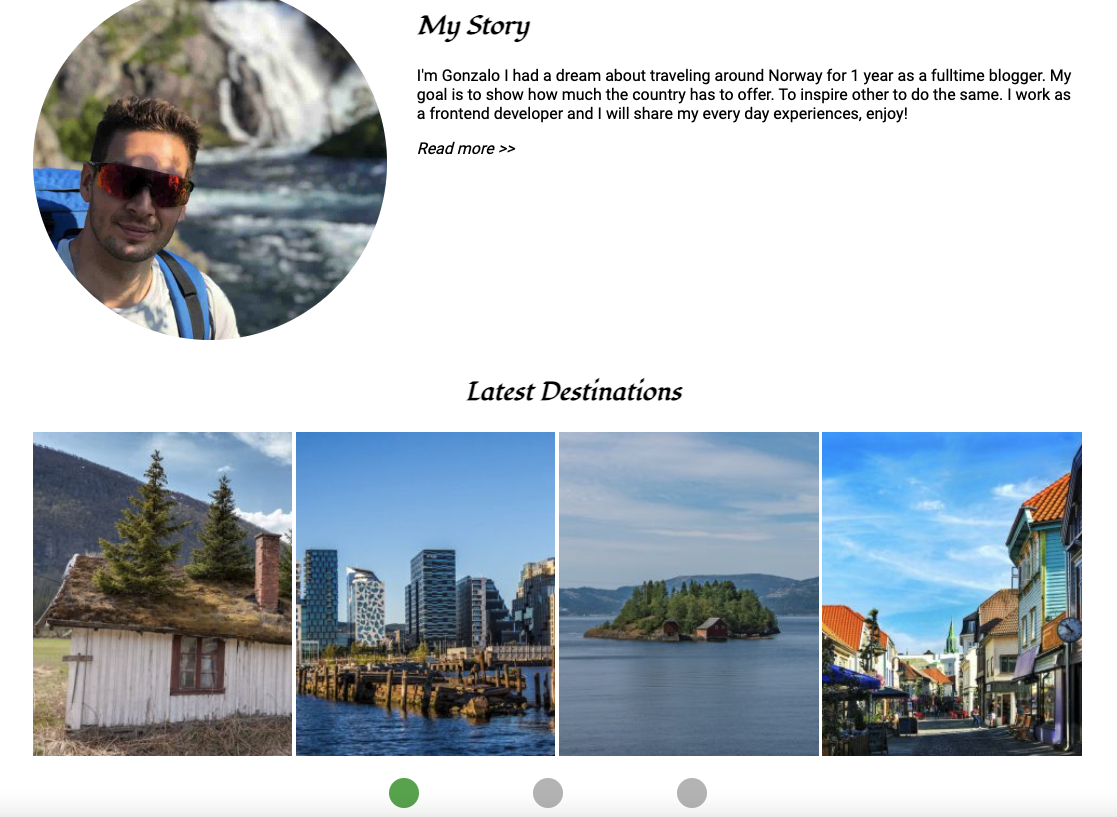 My Story
I'm Gonzalo I had a dream about traveling around Norway for 1 year as a fulltime blogger. My
goal is to show how much the country has to offer. To inspire other to do the same. I work as
a frontend developer and I will share my every day experiences, enjoy!
Read more >>
Latest Destinations